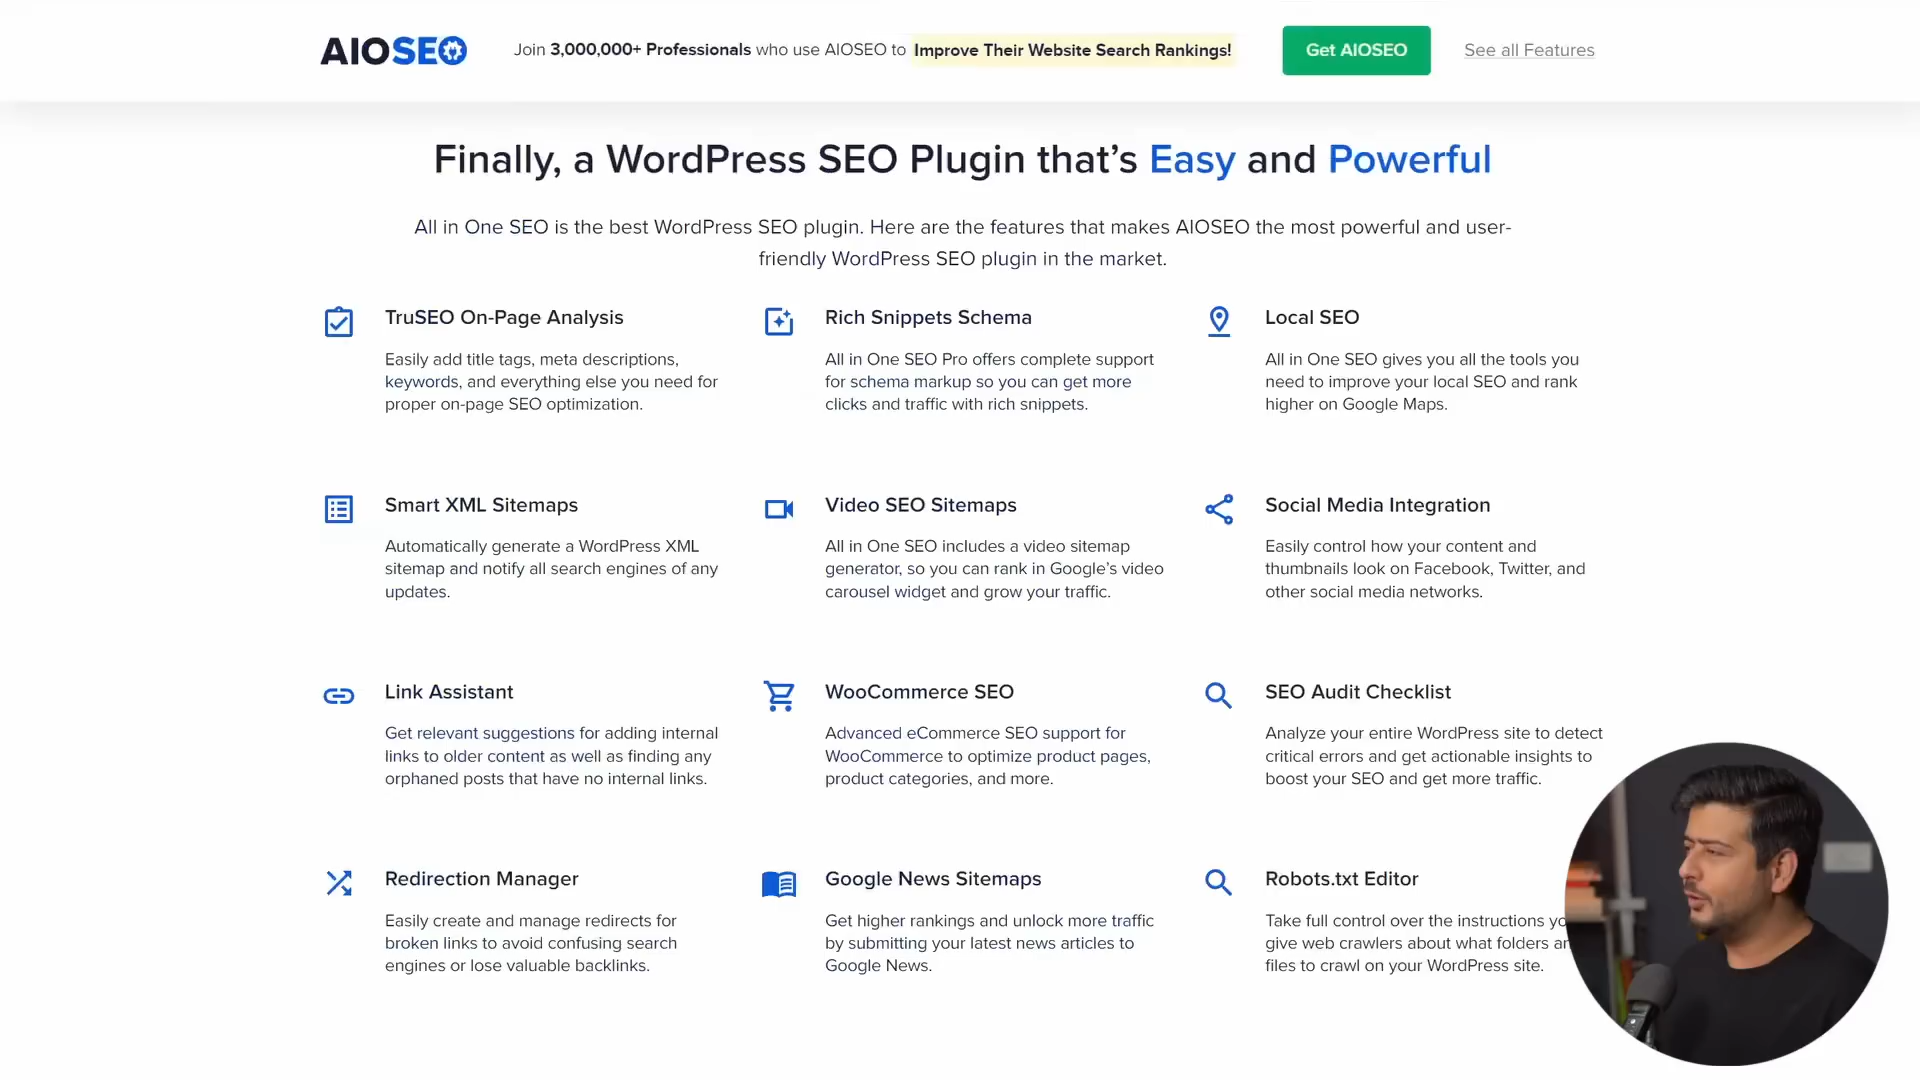 AIOSEO
Join 3,000,000+ Professionals who use AIOSEO to Improve Their Website Search Rankings!
Get AIOSEO
See all Features
Finally, a WordPress SEO Plugin that’s Easy and Powerful
All in One SEO is the best WordPress SEO plugin. Here are the features that makes AIOSEO the most powerful and user-
friendly WordPress SEO plugin in the market.
TruSEO On-Page Analysis
Easily add title tags, meta descriptions,
keywords, and everything else you need for
proper on-page SEO optimization.
Rich Snippets Schema
All in One SEO Pro offers complete support
for schema markup so you can get more
clicks and traffic with rich snippets.
Local SEO
All in One SEO gives you all the tools you
need to improve your local SEO and rank
higher on Google Maps.
Smart XML Sitemaps
Automatically generate a WordPress XML
sitemap and notify all search engines of any
updates.
Video SEO Sitemaps
All in One SEO includes a video sitemap
generator, so you can rank in Google’s video
carousel widget and grow your traffic.
Social Media Integration
Easily control how your content and
thumbnails look on Facebook, Twitter, and
other social media networks.
Link Assistant
Get relevant suggestions for adding internal
links to older content as well as finding any
orphaned posts that have no internal links.
WooCommerce SEO
Advanced eCommerce SEO support for
WooCommerce to optimize product pages,
product categories, and more.
SEO Audit Checklist
Analyze your entire WordPress site to detect
critical errors and get actionable insights to
boost your SEO and get more traffic.
Redirection Manager
Easily create and manage redirects for
broken links to avoid confusing search
engines or lose valuable backlinks.
Google News Sitemaps
Get higher rankings and unlock more traffic
by submitting your latest news articles to
Google News.
Robots.txt Editor
Take full control over the instructions
give web crawlers about what folders
files to crawl on your WordPress site.